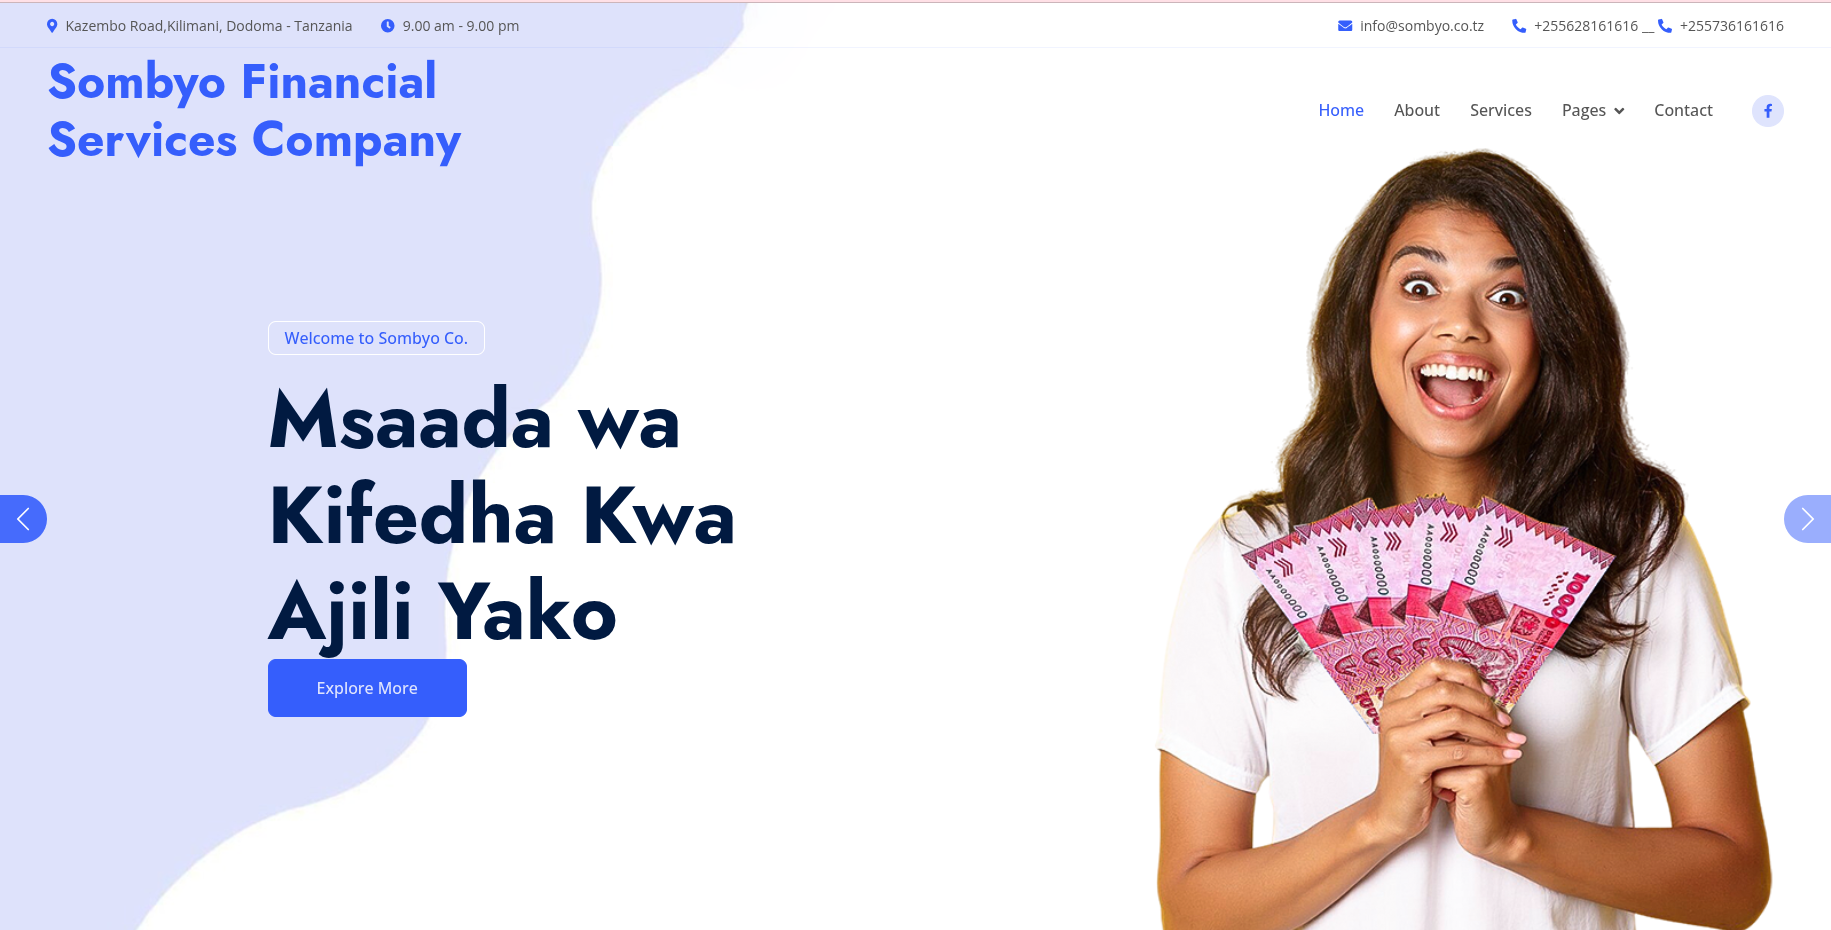 Kazembo Road,Kilimani, Dodoma - Tanzania
9.00 am - 9.00 pm
info@sombyo.co.tz
+255628161616 __ +255736161616
Sombyo Financial
Services Company
Home
About
Services
Pages
Contact
Welcome to Sombyo Co.
Msaada wa
Kifedha Kwa
Ajili Yako
Explore More